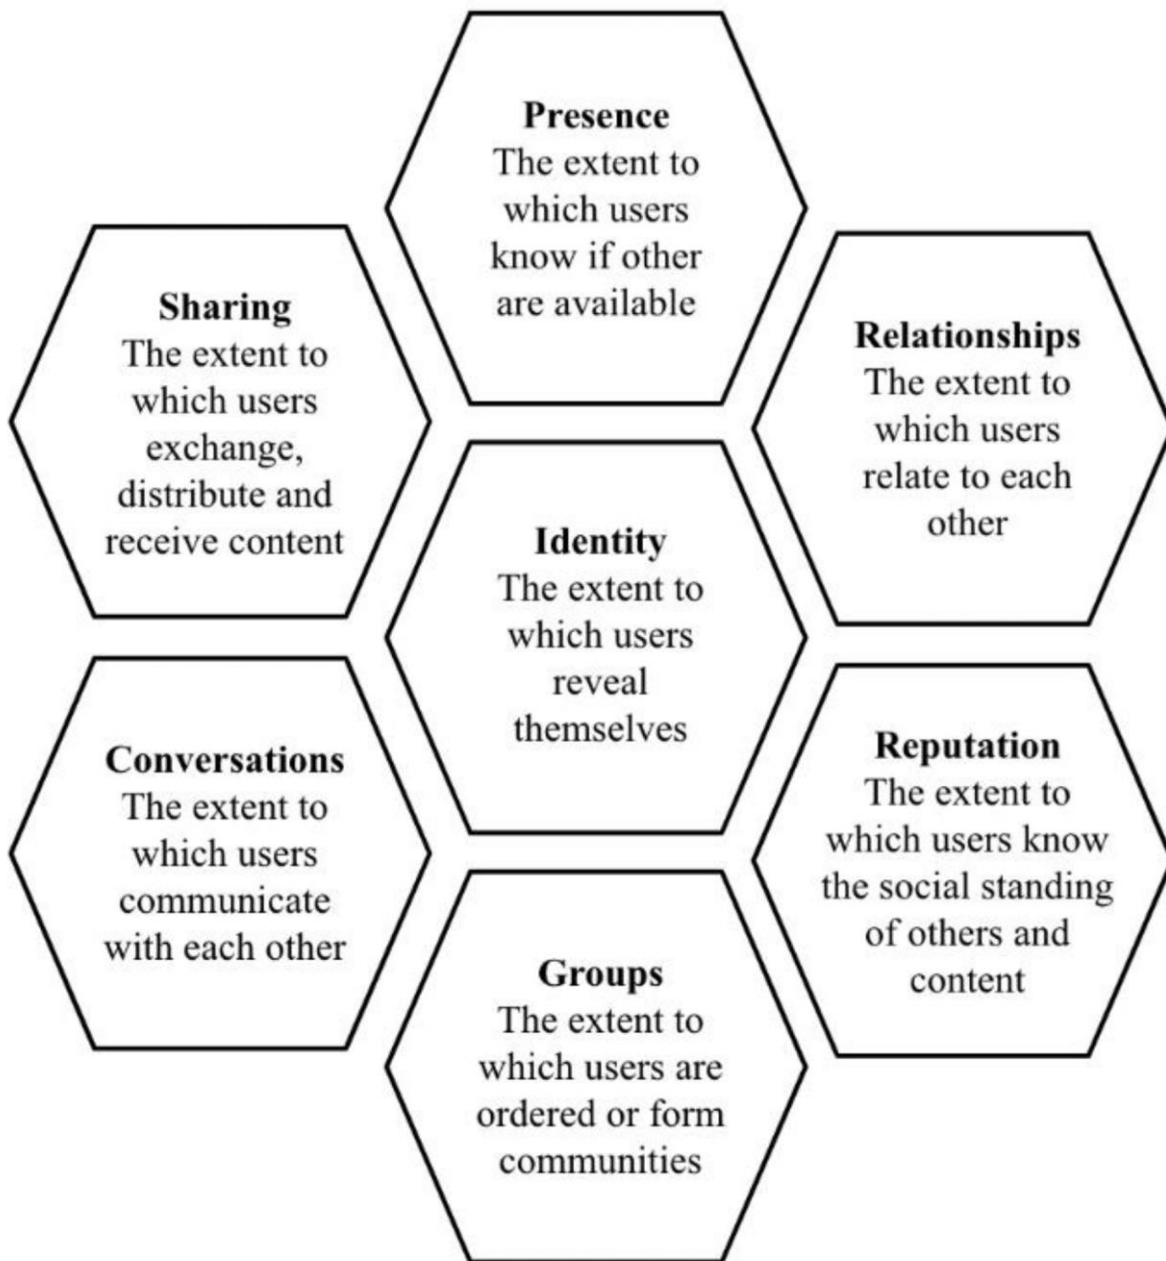 Presence
The extent to
which users
know if other
are available
Sharing
The extent to
which users
exchange,
distribute and
receive content
Relationships
The extent to
which users
relate to each
other
Identity
The extent to
which users
reveal
themselves
Conversations
The extent to
which users
communicate
with each other
Reputation
The extent to
which users know
the social standing
of others and
content
Groups
The extent to
which users are
ordered or form
communities